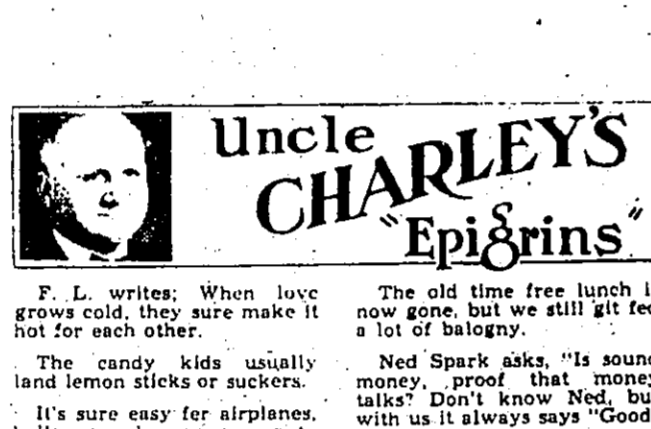 Uncle
CHARLEY'S
"Epigrins"
F. L. writes; When love
grows cold, they sure make it
hot for each other.
The candy kids usually
land lemon sticks or suckers.
It's sure easy fer airplanes,
The old time free lunch i
now gone, but we still git fed
a lot of balogny.
Ned Spark asks, "Is soun
money, proof that money
talks? Don't know Ned, bu
with us it always says "Good